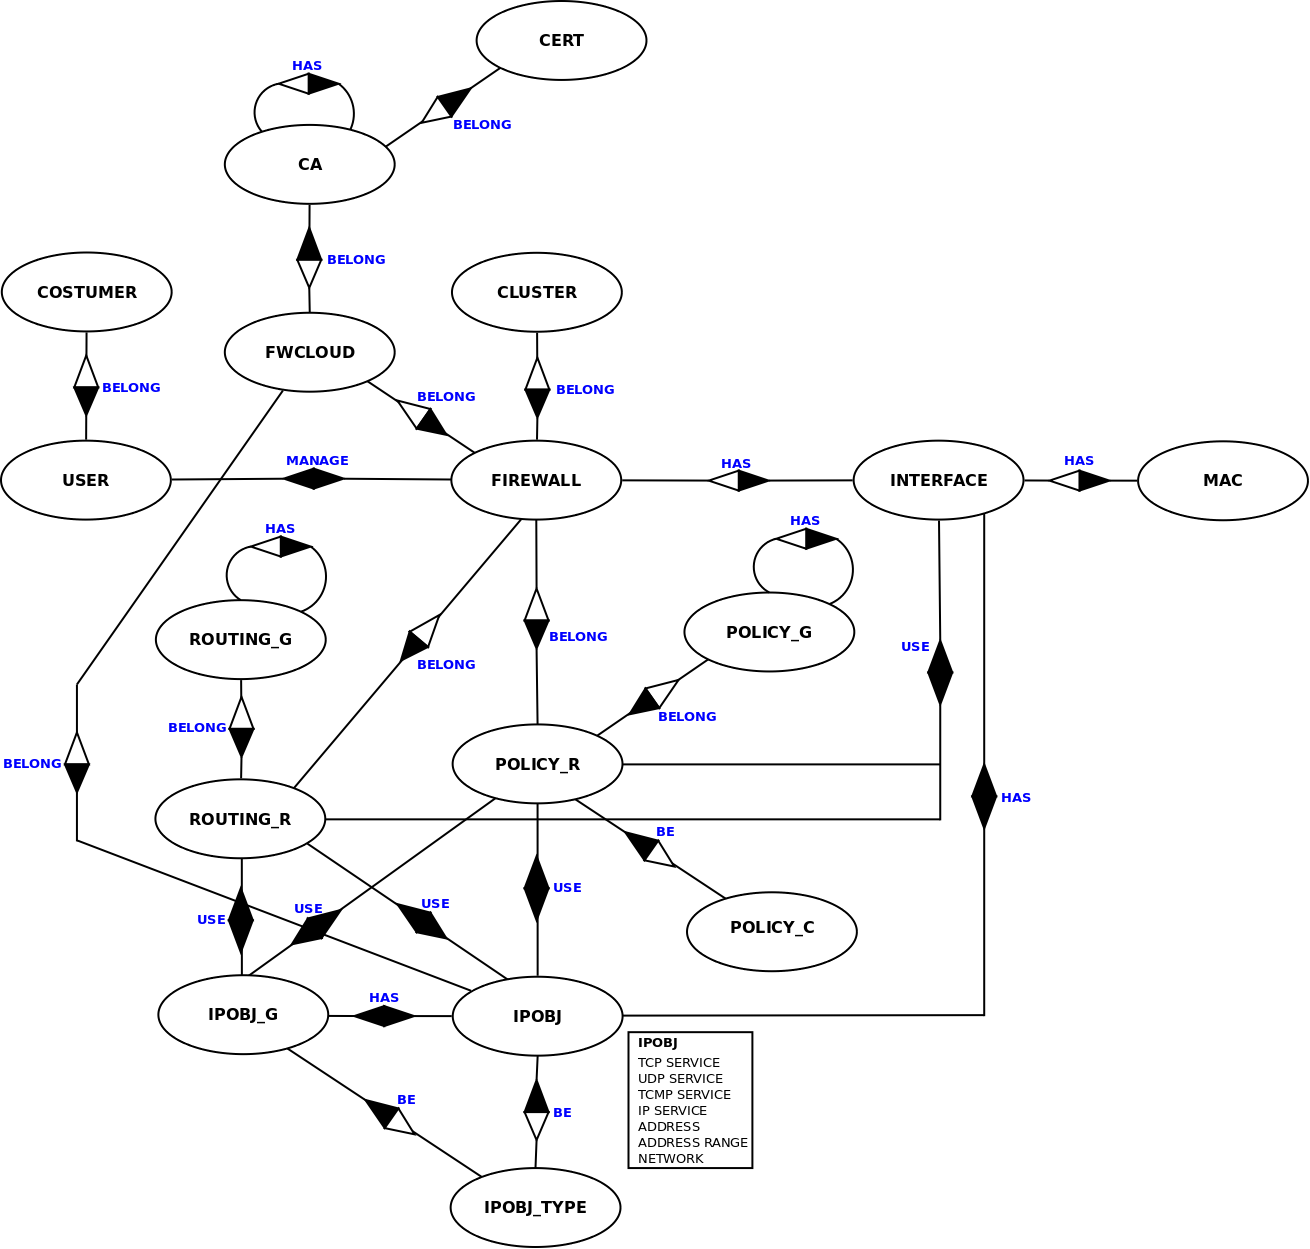 CERT
HAS
BELONG
CA
BELONG
COSTUMER
CLUSTER
FWCLOUD
BELONG
BELONG
BELONG
MANAGE
HAS
HAS
USER
FIREWALL
INTERFACE
MAC
HAS
HAS
ROUTING_G
POLICY_G
BELONG
USE
BELONG
BELONG
BELONG
BELONG
POLICY_R
HAS
ROUTING_R
BE
USE
USE
USE
USE
POLICY_C
HAS
IPOBJ_G
IPOBJ
IPOBJ
TCP SERVICE
UDP SERVICE
TCMP SERVICE
IP SERVICE
ADDRESS
ADDRESS RANGE
NETWORK
BE
BE
IPOBJ_TYPE